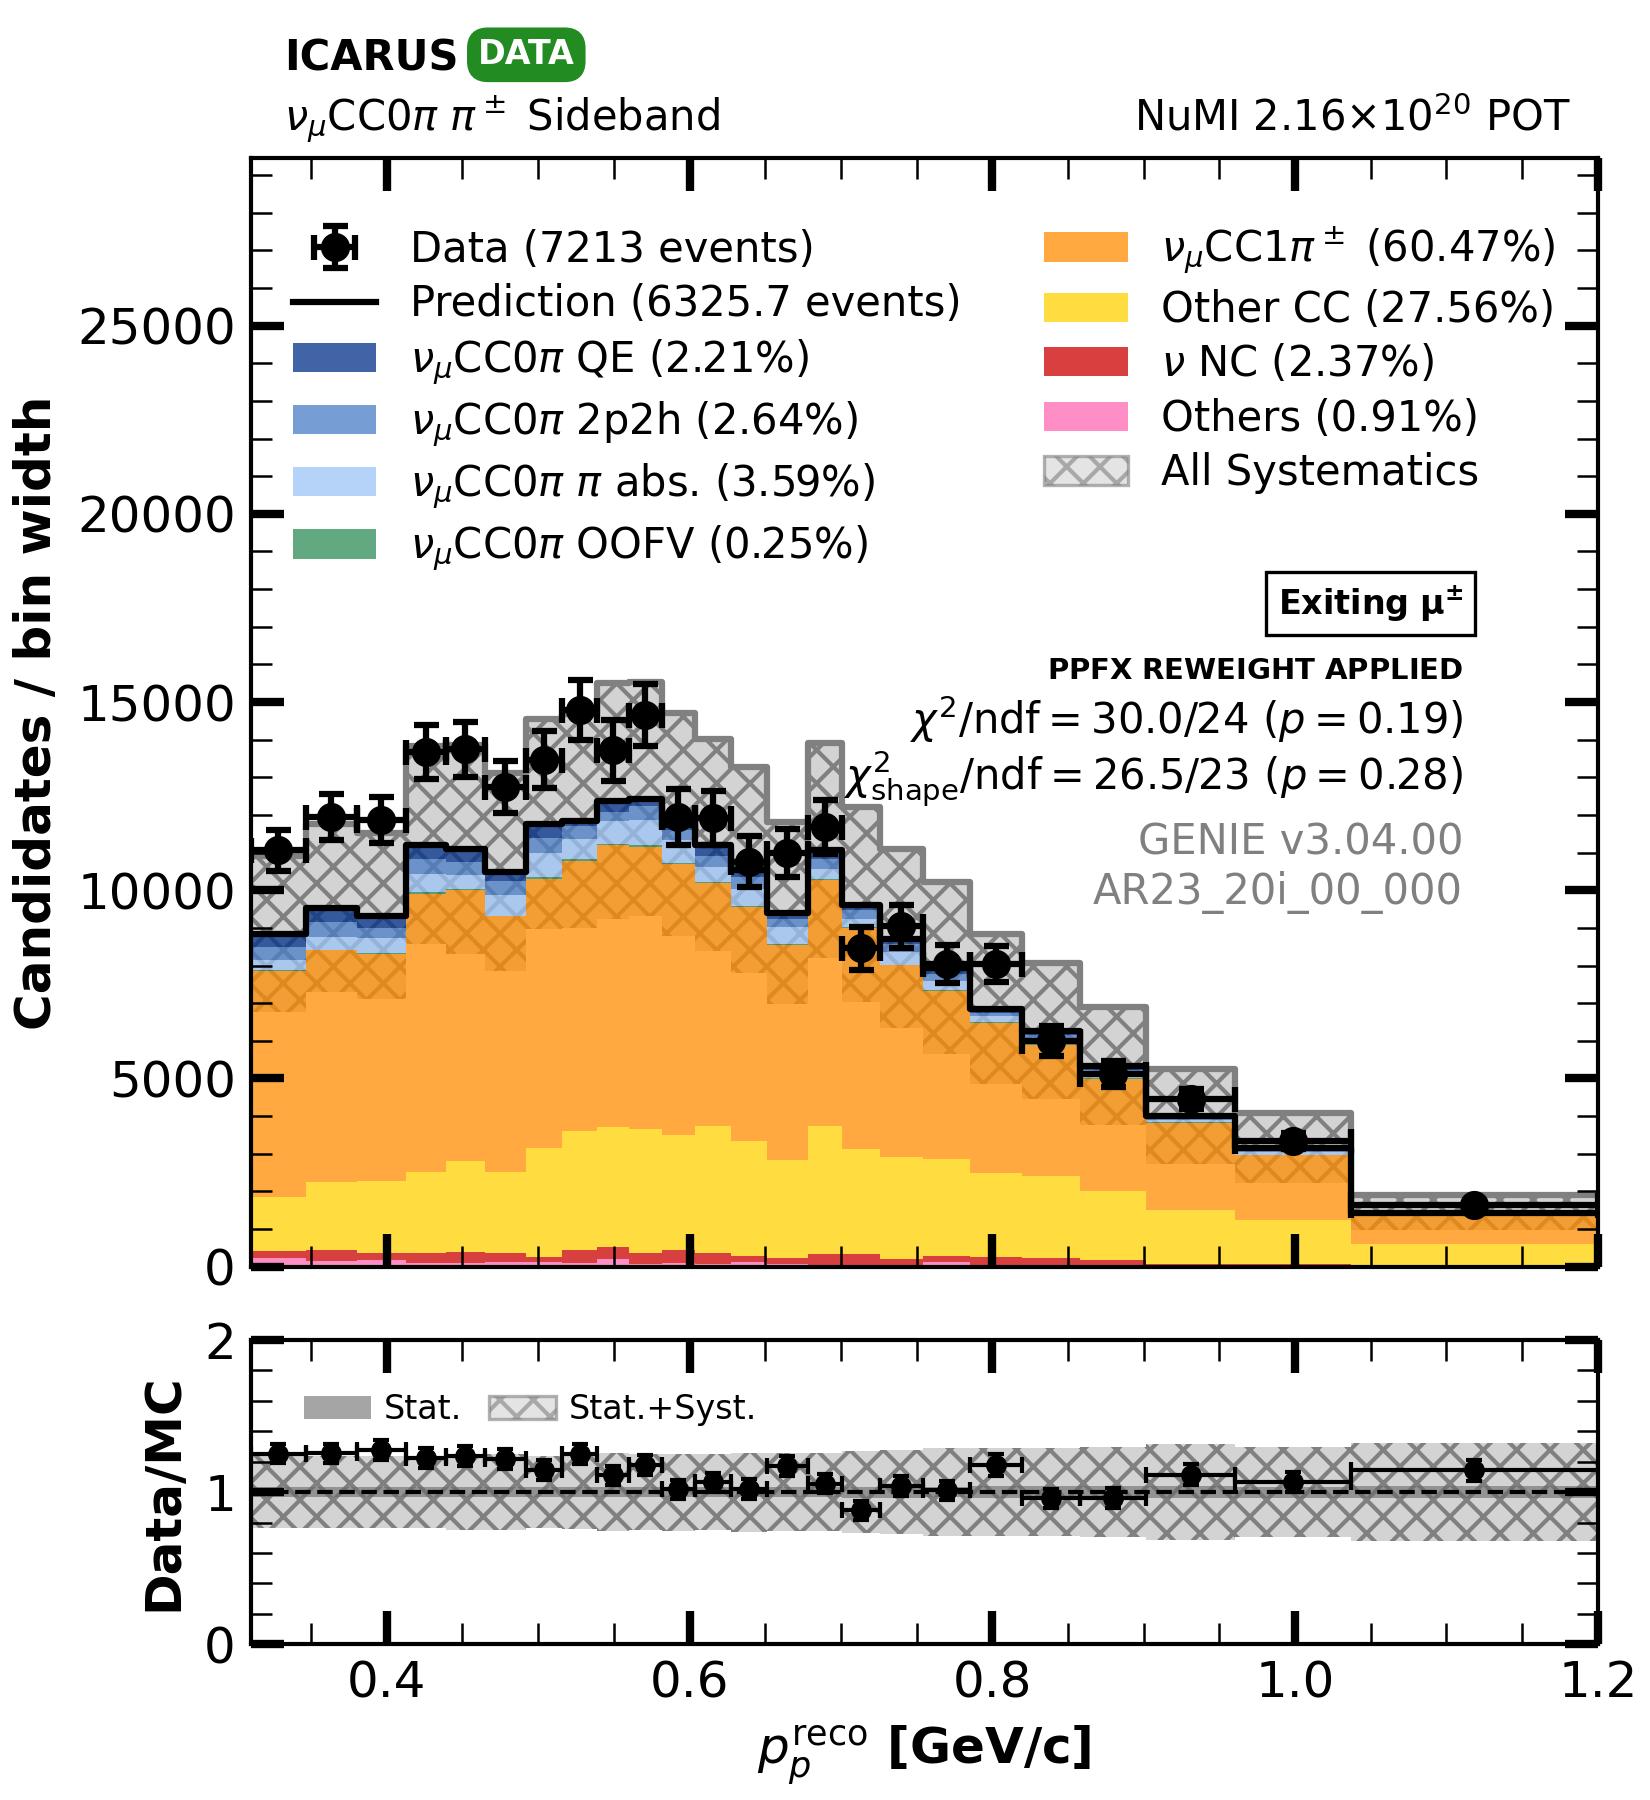 ICARUS DATA
νμCC0π π± Sideband
NuMI 2.16×10²⁰ POT
Candidates / bin width
25000
20000
15000
10000
5000
0
Data (7213 events)
Prediction (6325.7 events)
νμCC0π QE (2.21%)
νμCC0π 2p2h (2.64%)
νμCC0π π abs. (3.59%)
νμCC0π OOFV (0.25%)
νμCC1π± (60.47%)
Other CC (27.56%)
ν NC (2.37%)
Others (0.91%)
All Systematics
Exiting μ±
PPFX REWEIGHT APPLIED
χ²/ndf = 30.0/24 (p = 0.19)
χ²shape/ndf = 26.5/23 (p = 0.28)
GENIE v3.04.00
AR23_20i_00_000
Data/MC
2
1
0
Stat. Stat.+Syst.
0.4 0.6 0.8 1.0 1.2
pₚreco [GeV/c]